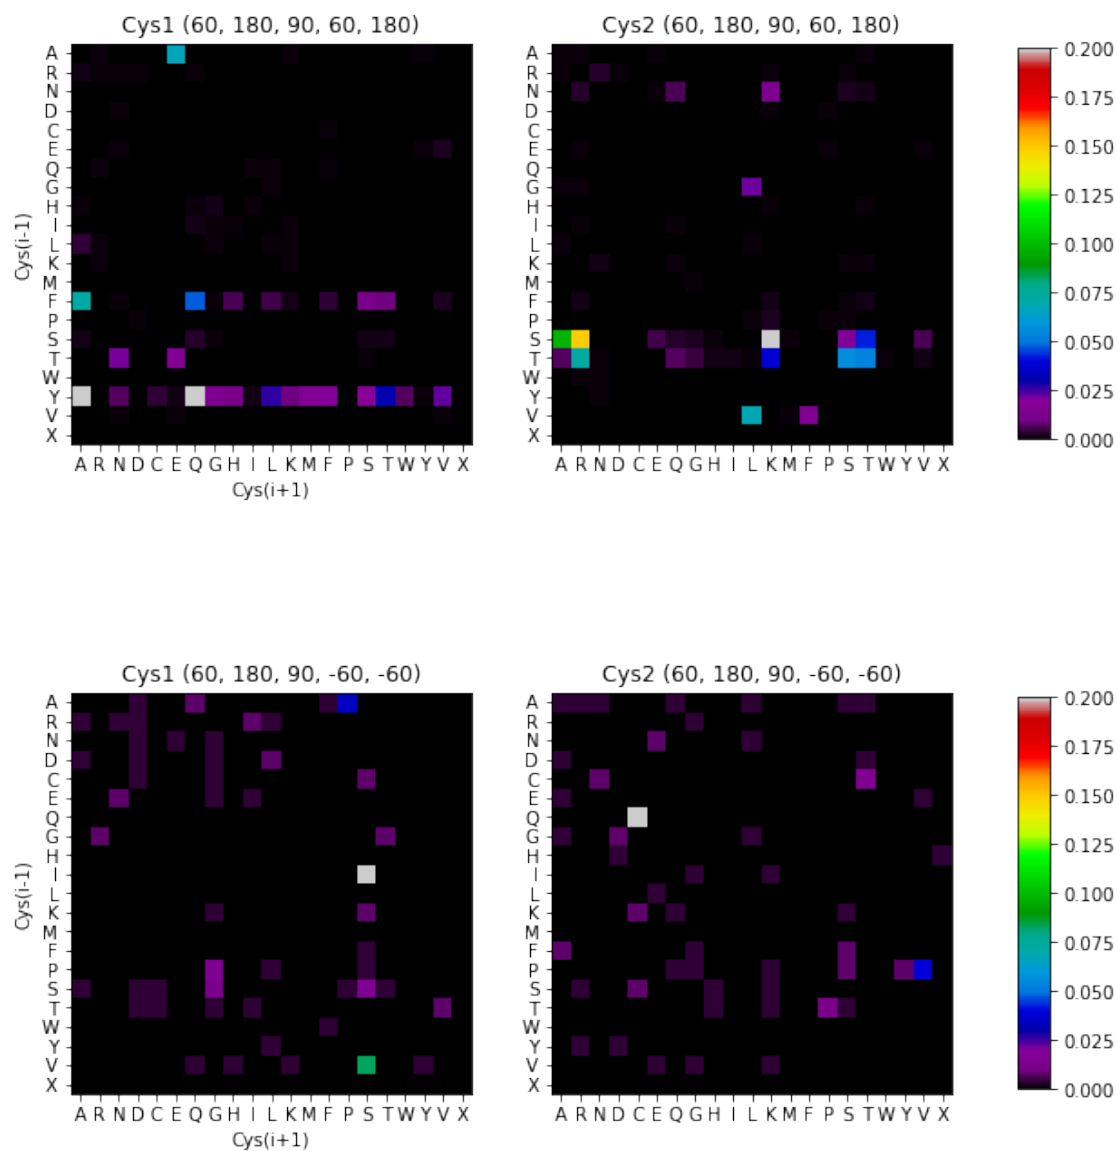 Cys1 (60, 180, 90, 60, 180)
Cys2 (60, 180, 90, 60, 180)
A
R
N
D
C
E
Q
G
H
I
L
K
M
F
P
S
T
W
Y
V
X
Cys(i-1)
A R N D C E Q G H I L K M F P S T W Y V X
Cys(i+1)
A
R
N
D
C
E
Q
G
H
I
L
K
M
F
P
S
T
W
Y
V
X
A R N D C E Q G H I L K M F P S T W Y V X
0.200
0.175
0.150
0.125
0.100
0.075
0.050
0.025
0.000
Cys1 (60, 180, 90, -60, -60)
Cys2 (60, 180, 90, -60, -60)
A
R
N
D
C
E
Q
G
H
I
L
K
M
F
P
S
T
W
Y
V
X
Cys(i-1)
A R N D C E Q G H I L K M F P S T W Y V X
Cys(i+1)
A
R
N
D
C
E
Q
G
H
I
L
K
M
F
P
S
T
W
Y
V
X
A R N D C E Q G H I L K M F P S T W Y V X
0.200
0.175
0.150
0.125
0.100
0.075
0.050
0.025
0.000